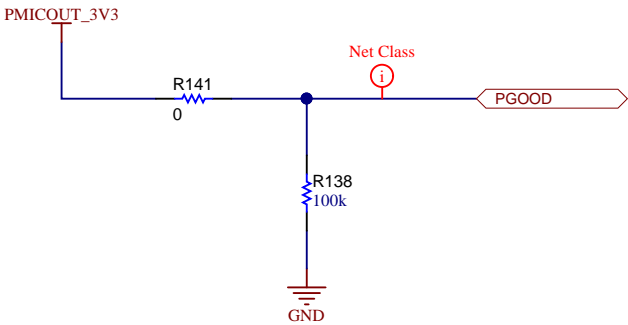 PMICOUT_3V3
Net Class
i
R141
PGOOD
0
R138
100k
GND